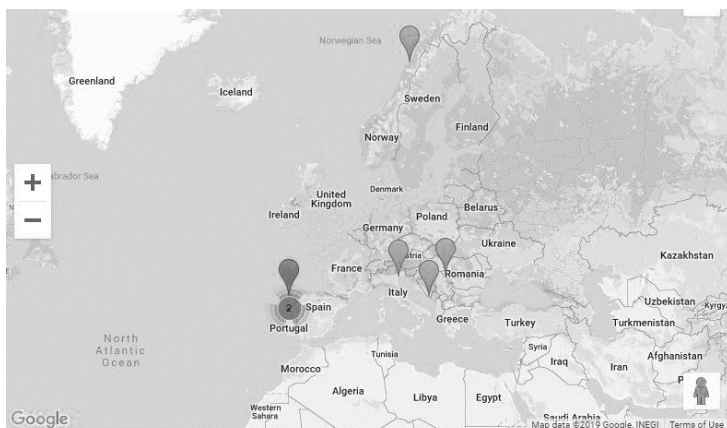 Norwegian Sea
Greenland
Iceland
Sweden
Finland
Norway
abrador Sea
United
Kingdom
Denmark
Ireland
Belarus
Poland
Germany
Ukraine
Kazakhstan
France
Romania
Italy
2
Spain
Portugal
Greece
Turkey
Uzbekistan
Kyrgy
Turkmenistan
North
Atlantic
Ocean
Syria
Afghanistan
Tunisia
Iraq
Iran
Morocco
Algeria
Libya
Egypt
Western
Sahara
Saudi Arabia
Google
Map data ©2019 Google, INEGI
Terms of Use